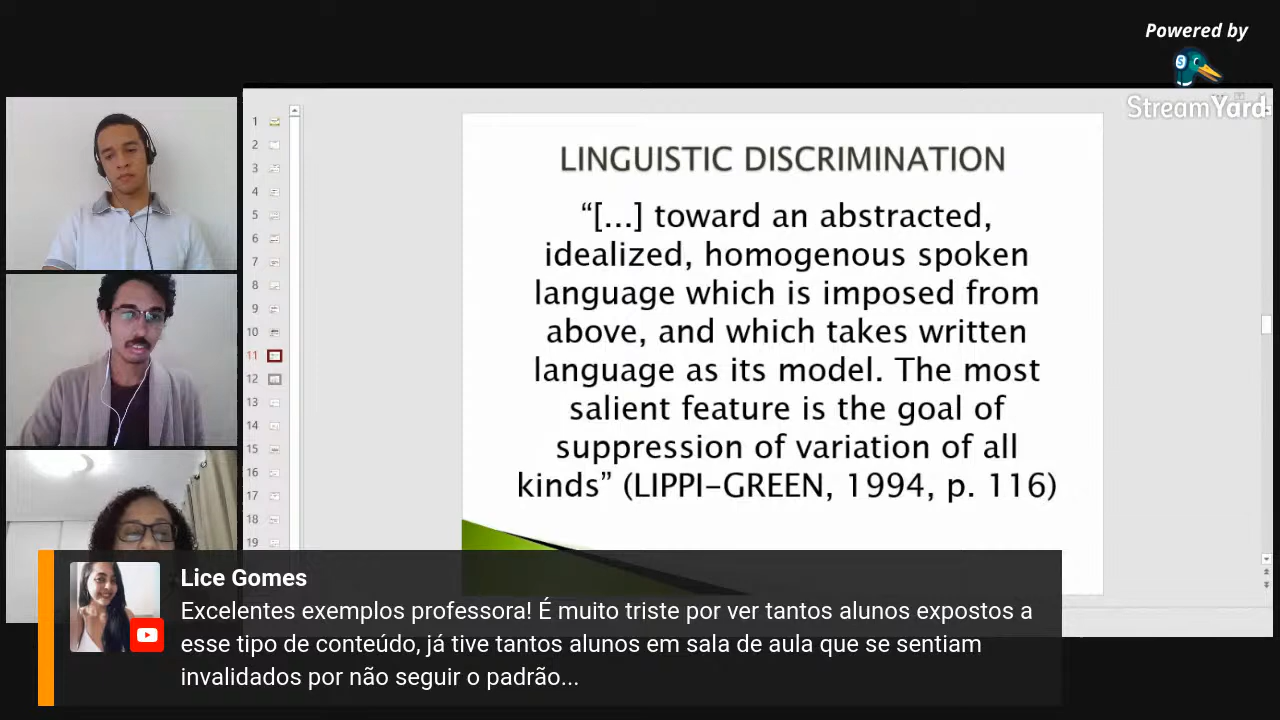 Powered by
StreamYard
1
2
3
4
5
6
7
8
9
10
11
12
13
14
15
16
17
18
19
LINGUISTIC DISCRIMINATION
“[...] toward an abstracted,
idealized, homogenous spoken
language which is imposed from
above, and which takes written
language as its model. The most
salient feature is the goal of
suppression of variation of all
kinds” (LIPPI-GREEN, 1994, p. 116)
Lice Gomes
Excelentes exemplos professora! É muito triste por ver tantos alunos expostos a
esse tipo de conteúdo, já tive tantos alunos em sala de aula que se sentiam
invalidados por não seguir o padrão...